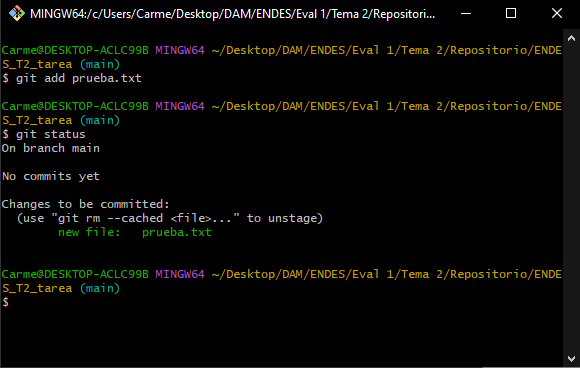 MINGW64:/c/Users/Carme/Desktop/DAM/ENDES/Eval 1/Tema 2/Repositori...
Carme@DESKTOP-ACLC99B MINGW64 ~/Desktop/DAM/ENDES/Eval 1/Tema 2/Repositorio/ENDE
S_T2_tarea (main)
$ git add prueba.txt
Carme@DESKTOP-ACLC99B MINGW64 ~/Desktop/DAM/ENDES/Eval 1/Tema 2/Repositorio/ENDE
S_T2_tarea (main)
$ git status
On branch main
No commits yet
Changes to be committed:
(use "git rm --cached <file>..." to unstage)
new file:   prueba.txt
Carme@DESKTOP-ACLC99B MINGW64 ~/Desktop/DAM/ENDES/Eval 1/Tema 2/Repositorio/ENDE
S_T2_tarea (main)
$